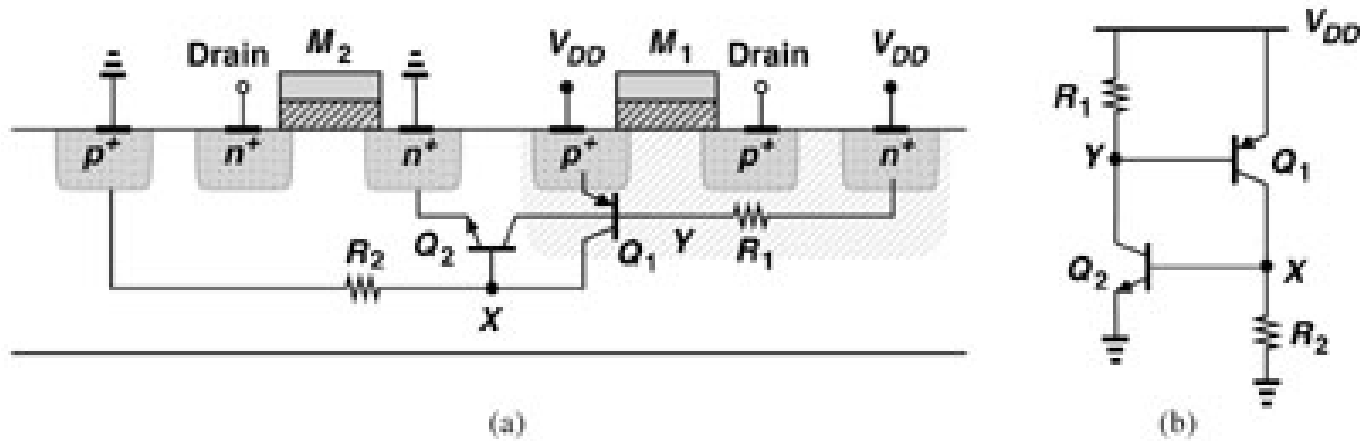 Drain M2 VDD M1 Drain VDD
p+ n+ n+ p+ p+ n+
R2 Q2 Q1 Y R1
X
(a)
VDD
R1
Y Q1
Q2 X
R2
(b)